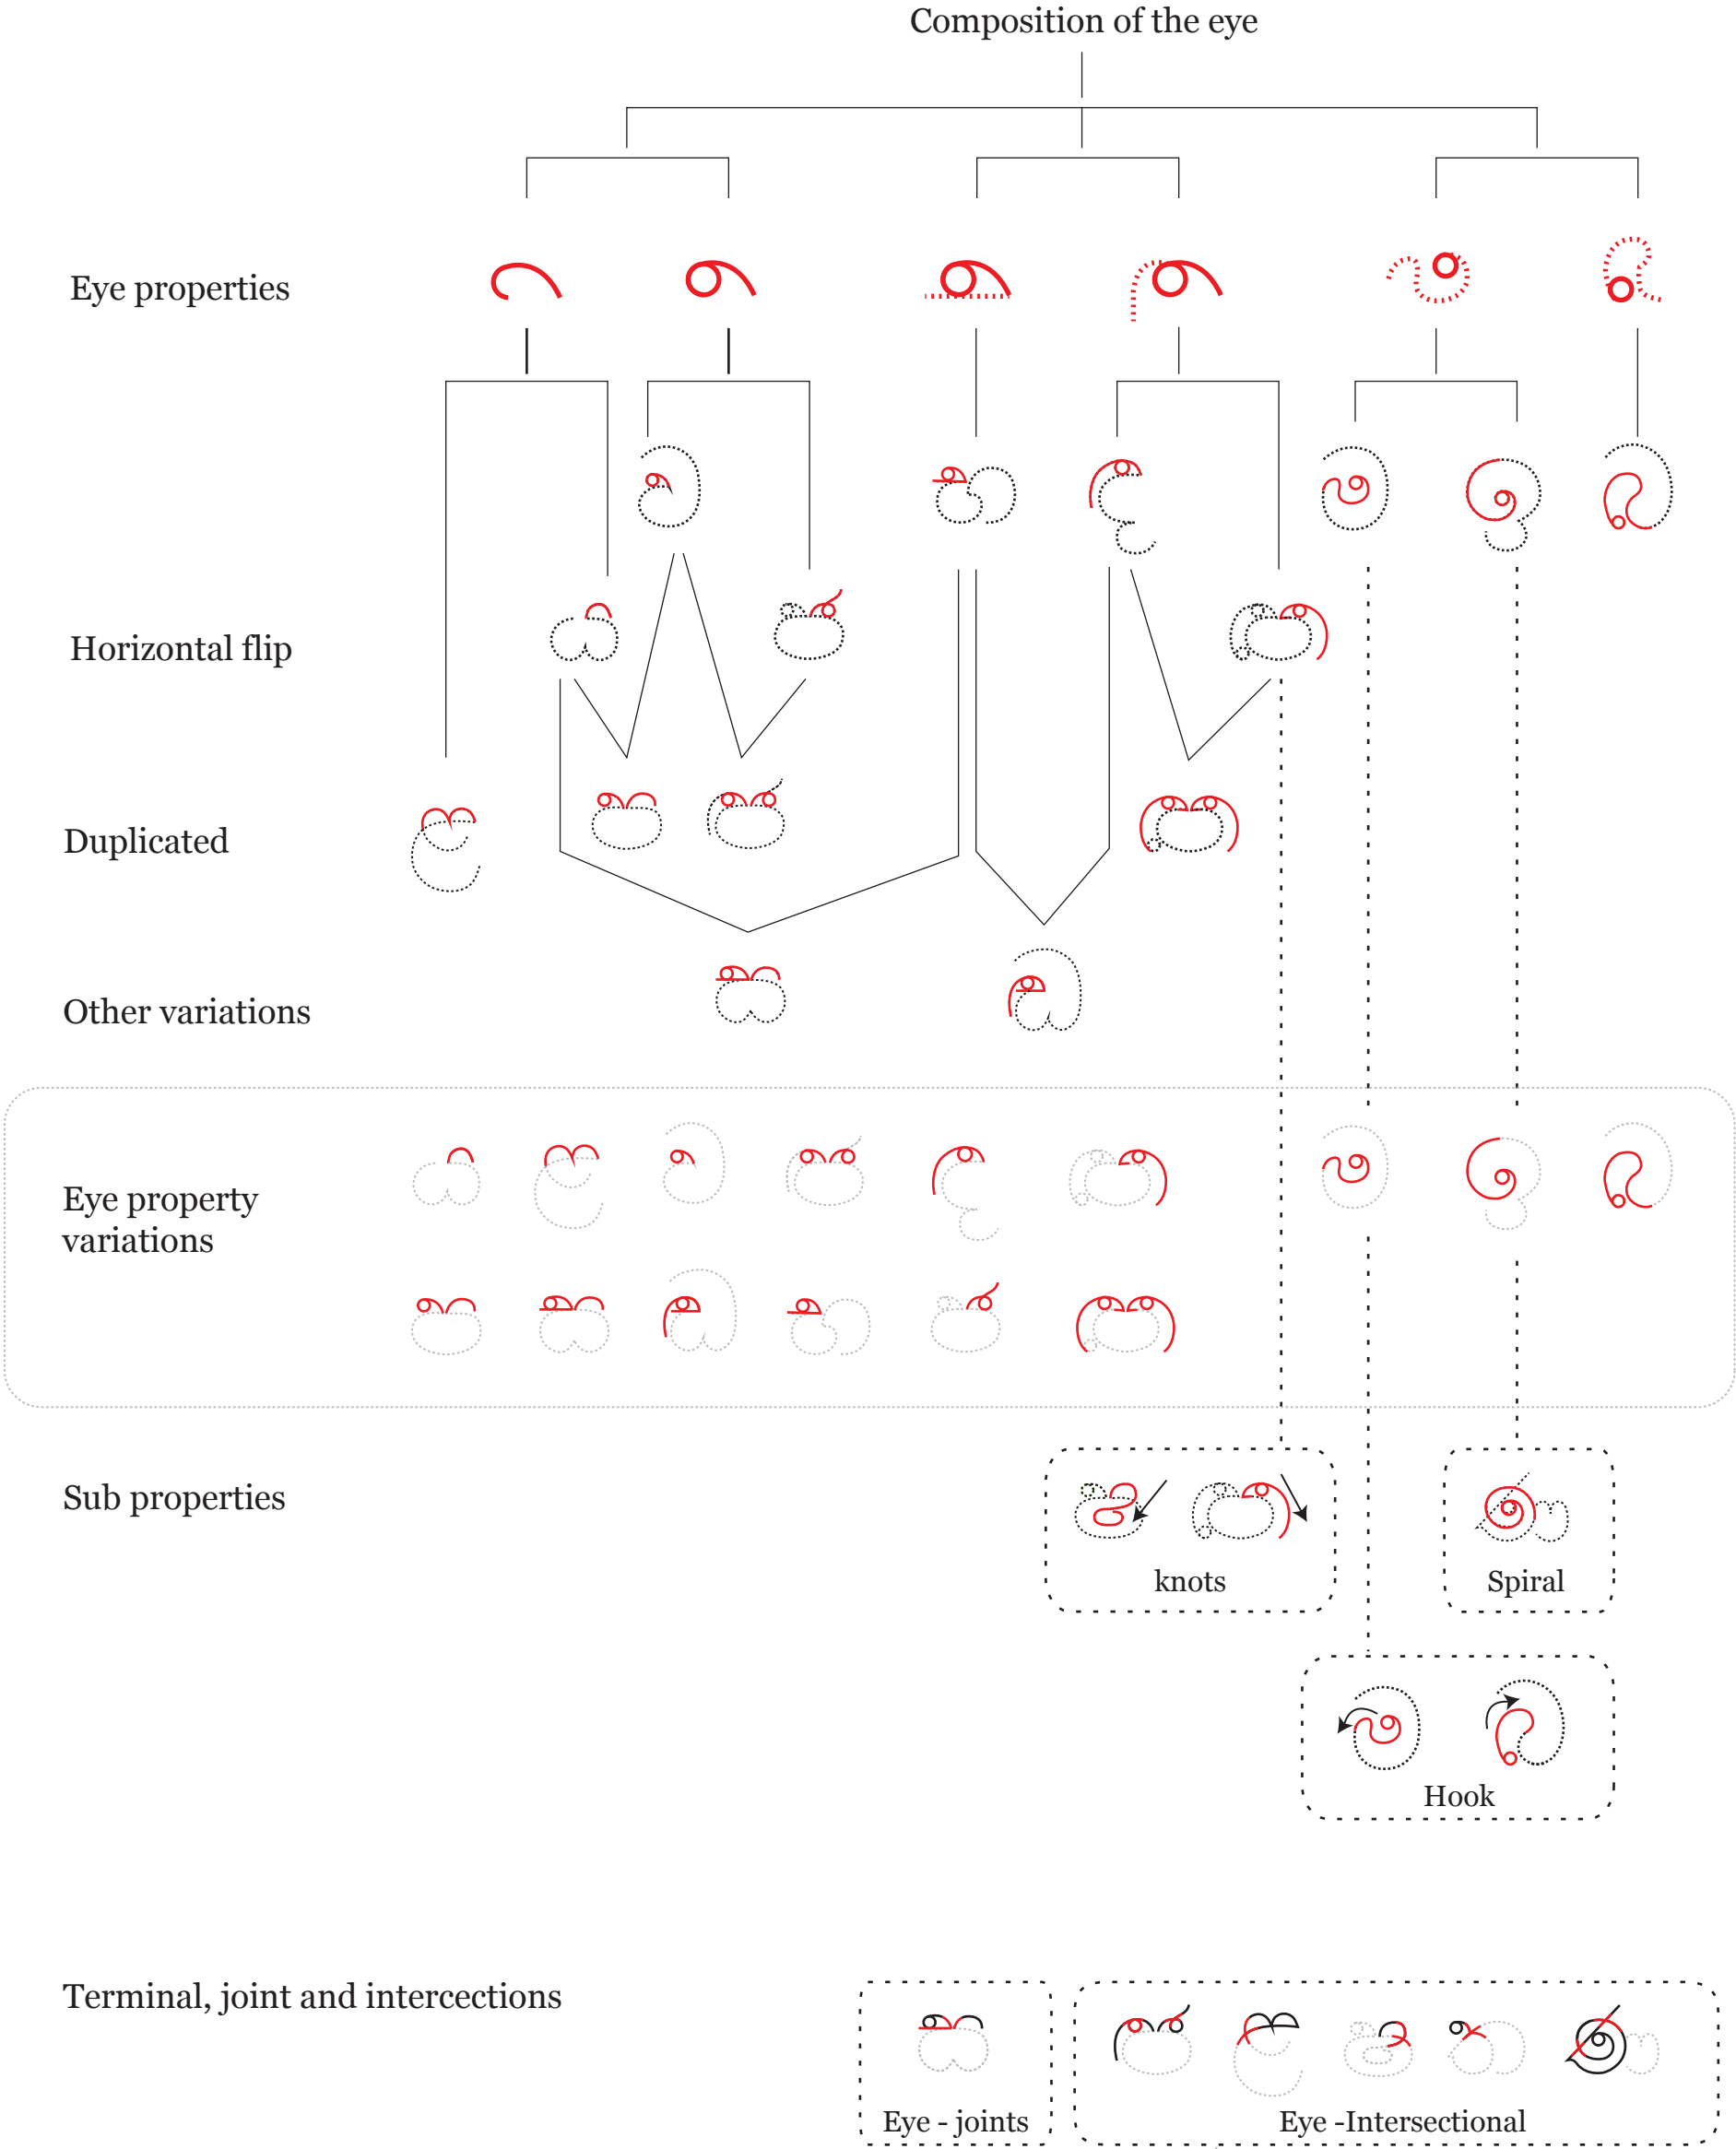 Composition of the eye
Eye properties
Horizontal flip
Duplicated
Other variations
Eye property
variations
Sub properties
knots
Spiral
Hook
Terminal, joint and intercections
Eye - joints
Eye -Intersectional